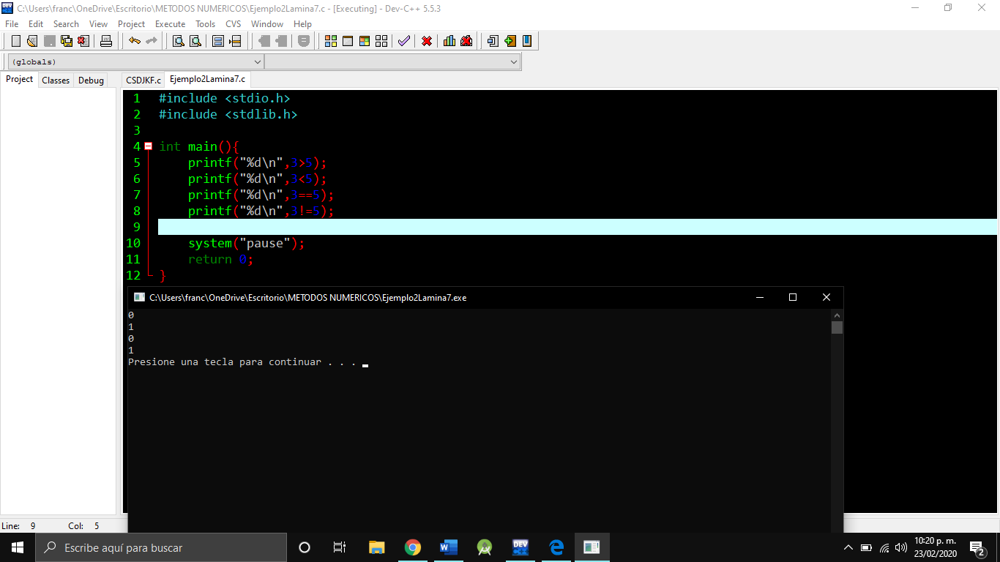 C:\Users\franc\OneDrive\Escritorio\METODOS NUMERICOS\Ejemplo2Lamina7.c - [Executing] - Dev-C++ 5.5.3
File Edit Search View Project Execute Tools CVS Window Help
(globals)
Project Classes Debug
CSDJKF.c Ejemplo2Lamina7.c
1 #include <stdio.h>
2 #include <stdlib.h>
3
4 int main(){
5 printf("%d\n",3>5);
6 printf("%d\n",3<5);
7 printf("%d\n",3==5);
8 printf("%d\n",3!=5);
9
10 system("pause");
11 return 0;
12 }
C:\Users\franc\OneDrive\Escritorio\METODOS NUMERICOS\Ejemplo2Lamina7.exe
0
1
0
1
Presione una tecla para continuar . . .
Line: 9 Col: 5
Escribe aquí para buscar
DEV C++
10:20 p. m.
23/02/2020
2